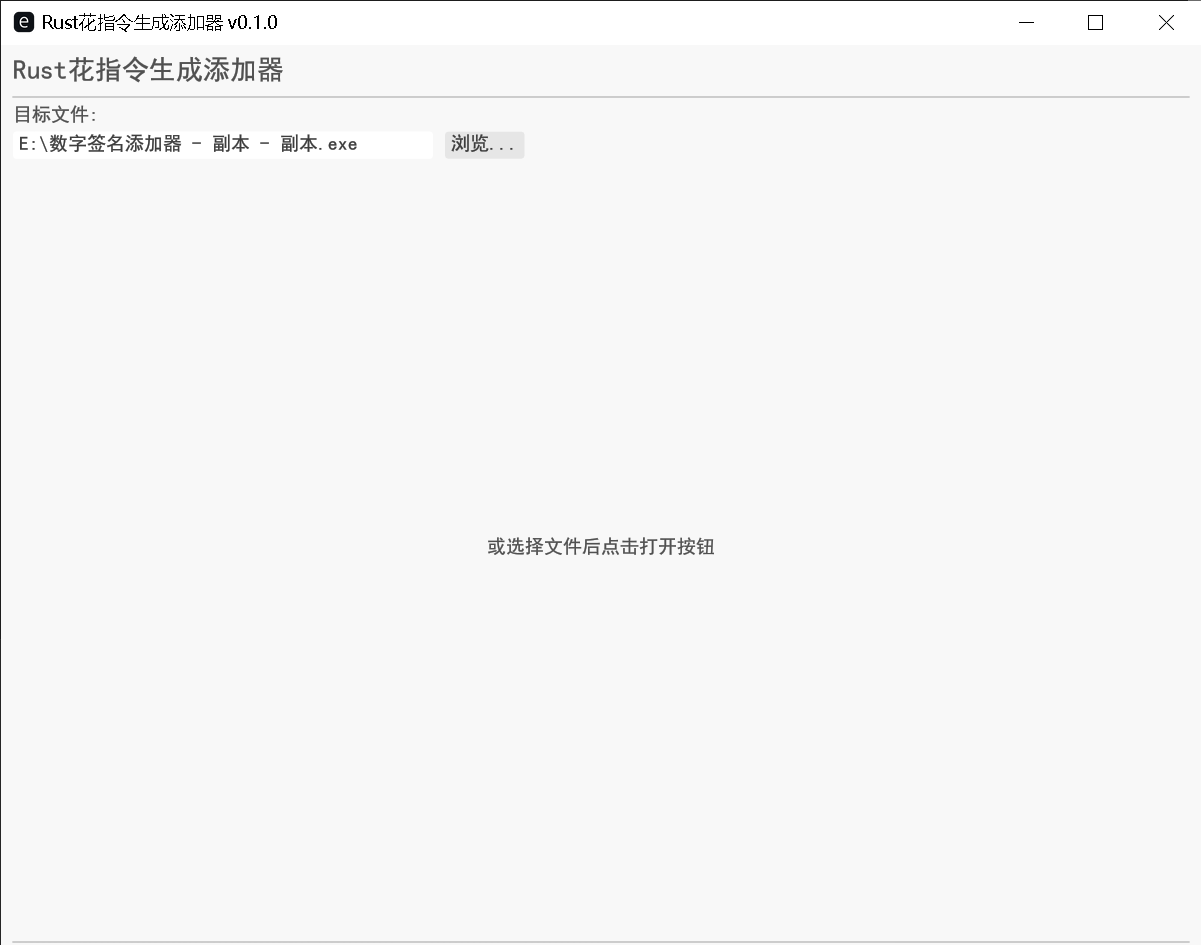 Rust花指令生成添加器 v0.1.0
Rust花指令生成添加器
目标文件:
E:\数字签名添加器 - 副本 - 副本.exe 浏览...
或选择文件后点击打开按钮